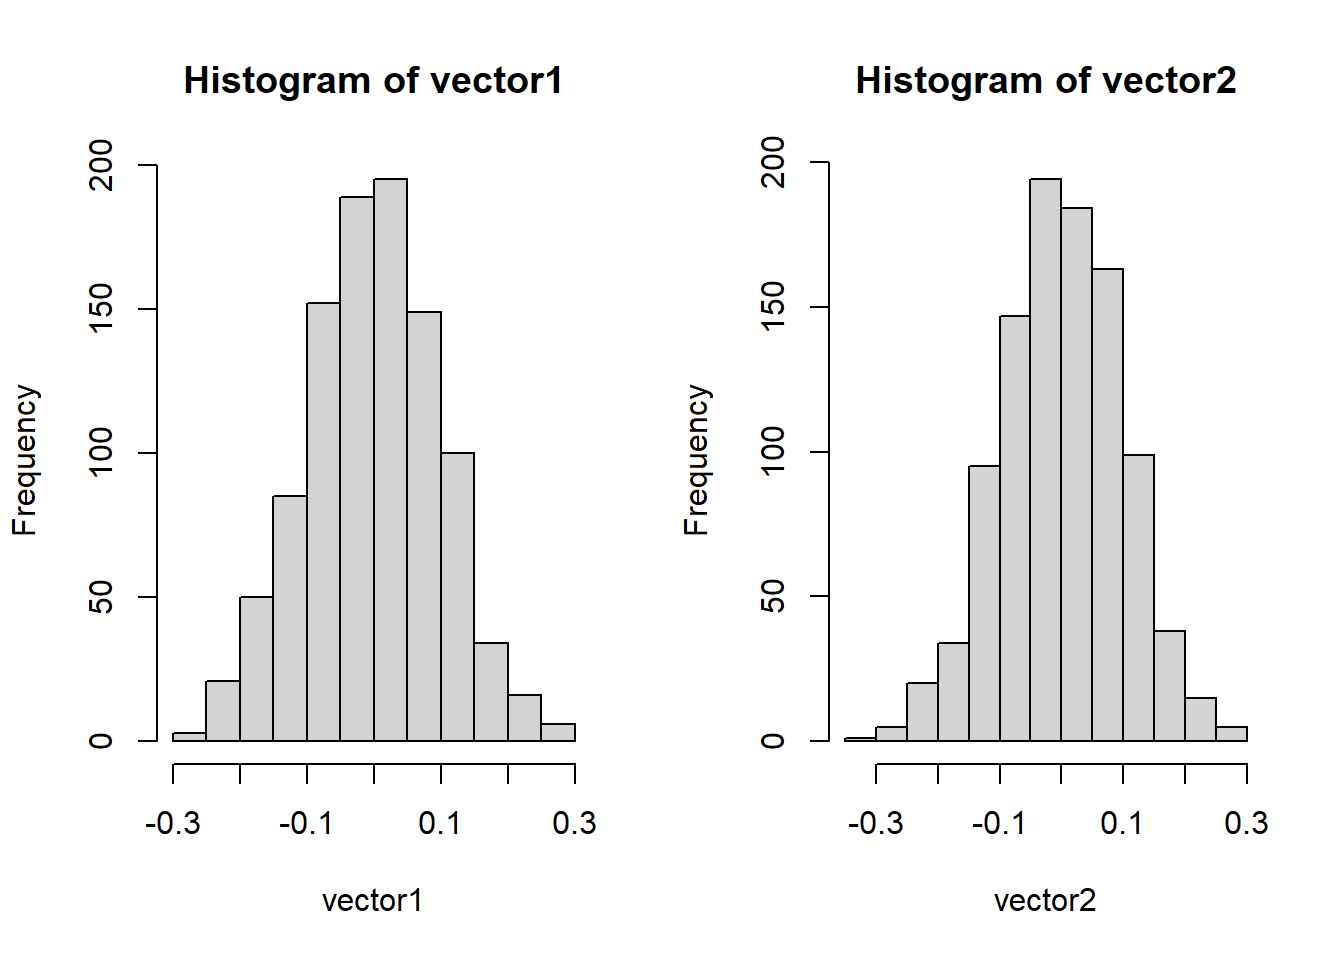 Histogram of vector1
Frequency
200
150
100
50
0
-0.3 -0.1 0.1 0.3
vector1
Histogram of vector2
Frequency
200
150
100
50
0
-0.3 -0.1 0.1 0.3
vector2